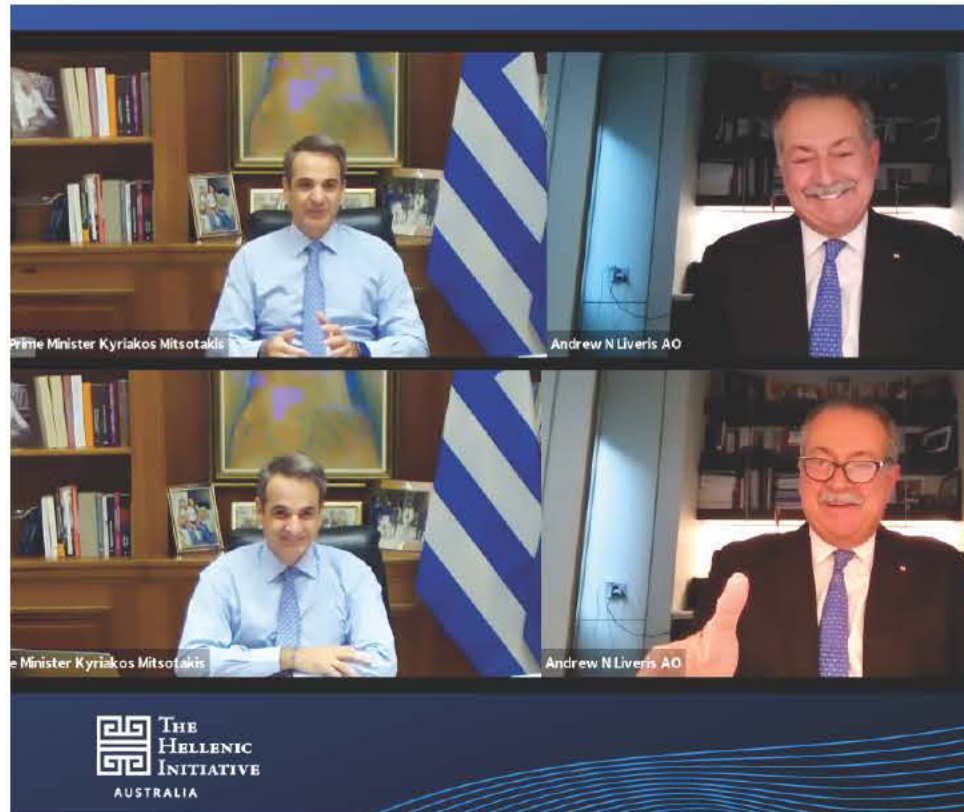 Prime Minister Kyriakos Mitsotakis
Andrew N Liveris AO
e Minister Kyriakos Mitsotakis
Andrew N Liveris AO
THE
HELLENIC
INITIATIVE
AUSTRALIA